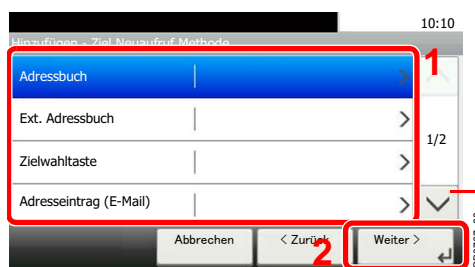 10:10
Hinzufügen - Ziel Neuaufruf Methode
1
Adressbuch
Ext. Adressbuch
1/2
Zielwahltaste
Adresseintrag (E-Mail)
Abbrechen
< Zurück
2
Weiter >